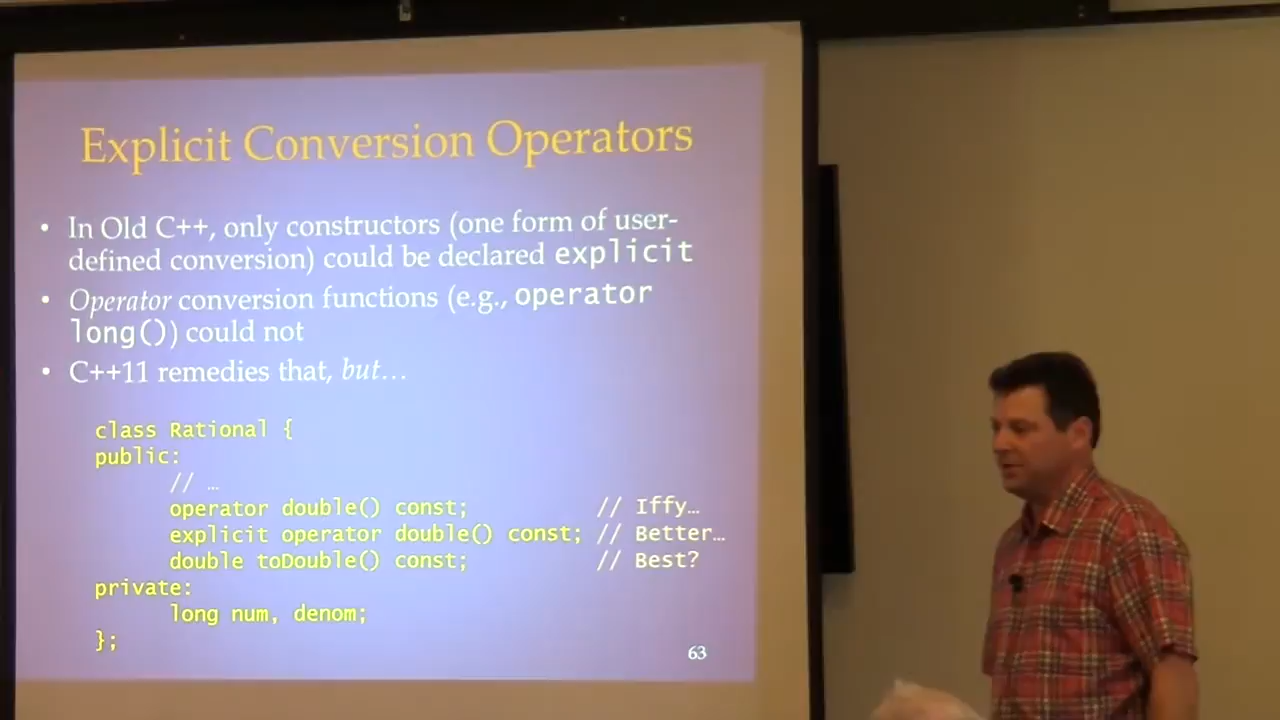 Explicit Conversion Operators
• In Old C++, only constructors (one form of user-
defined conversion) could be declared explicit
• Operator conversion functions (e.g., operator
long()) could not
• C++11 remedies that, but…
class Rational {
public:
// …
operator double() const; // Iffy…
explicit operator double() const; // Better…
double toDouble() const; // Best?
private:
long num, denom;
};
63